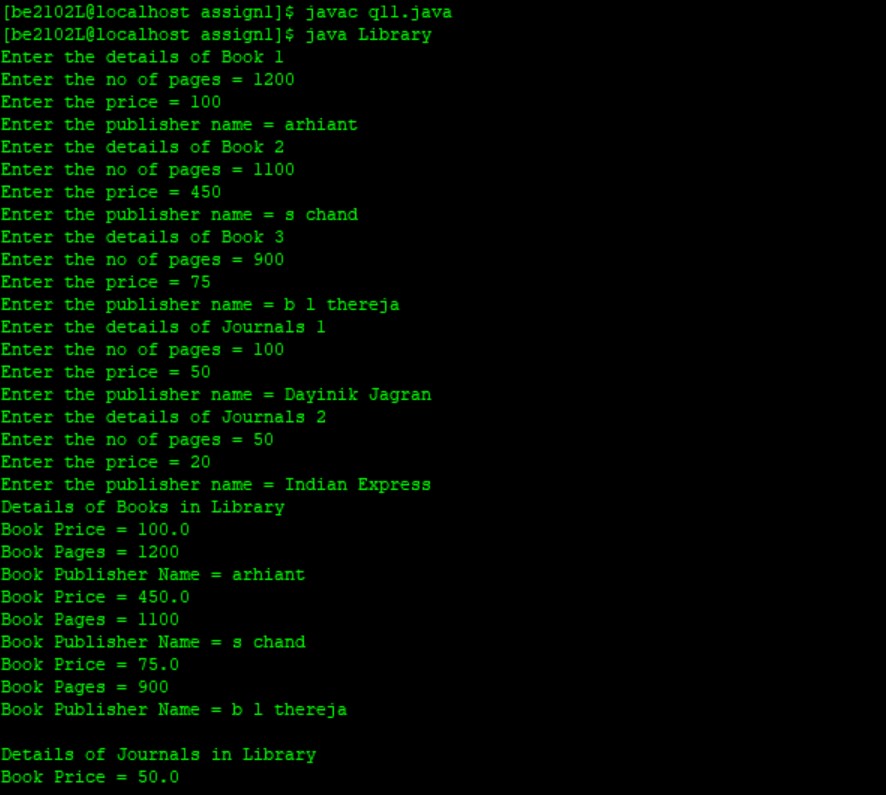 [be2102L@localhost assign1]$ javac q11.java
[be2102L@localhost assign1]$ java Library
Enter the details of Book 1
Enter the no of pages = 1200
Enter the price = 100
Enter the publisher name = arhiant
Enter the details of Book 2
Enter the no of pages = 1100
Enter the price = 450
Enter the publisher name = s chand
Enter the details of Book 3
Enter the no of pages = 900
Enter the price = 75
Enter the publisher name = b l thereja
Enter the details of Journals 1
Enter the no of pages = 100
Enter the price = 50
Enter the publisher name = Dayinik Jagran
Enter the details of Journals 2
Enter the no of pages = 50
Enter the price = 20
Enter the publisher name = Indian Express
Details of Books in Library
Book Price = 100.0
Book Pages = 1200
Book Publisher Name = arhiant
Book Price = 450.0
Book Pages = 1100
Book Publisher Name = s chand
Book Price = 75.0
Book Pages = 900
Book Publisher Name = b l thereja
Details of Journals in Library
Book Price = 50.0